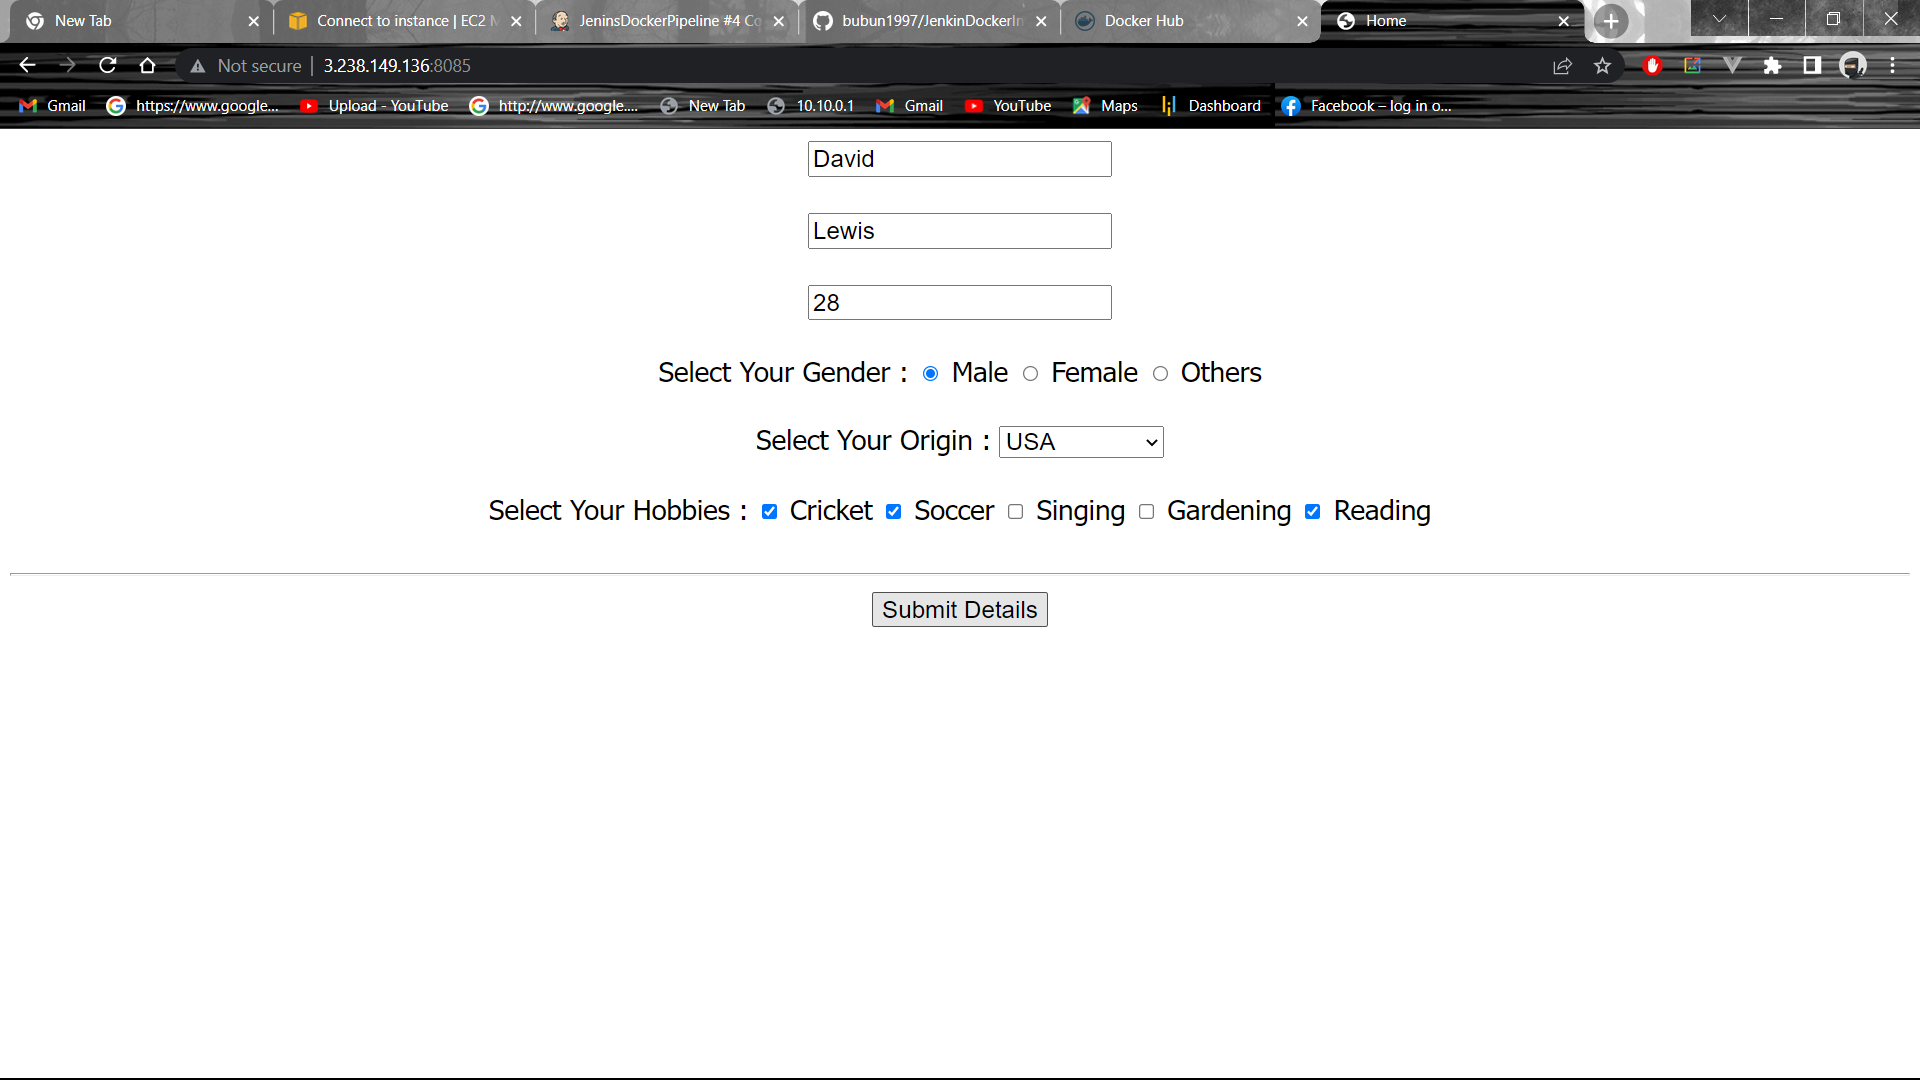 New Tab
Connect to instance | EC2 M
JeninsDockerPipeline #4 Co
bubun1997/JenkinDockerIn
Docker Hub
Home
Not secure | 3.238.149.136:8085
Gmail https://www.google... Upload - YouTube http://www.google.... New Tab 10.10.0.1 Gmail YouTube Maps Dashboard Facebook – log in o...
David
Lewis
28
Select Your Gender : Male Female Others
Select Your Origin : USA
Select Your Hobbies : Cricket Soccer Singing Gardening Reading
Submit Details